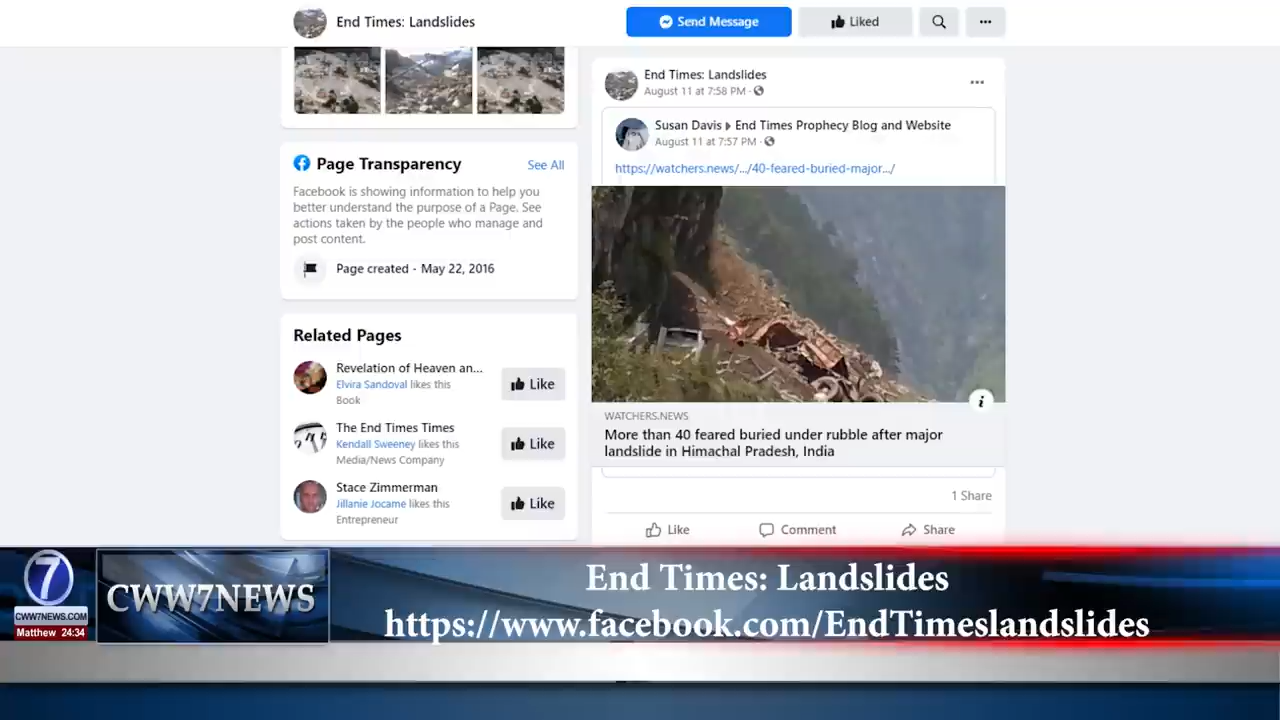 End Times: Landslides
Send Message
Liked
Page Transparency
See All
Facebook is showing information to help you
better understand the purpose of a Page. See
actions taken by the people who manage and
post content.
Page created - May 22, 2016
Related Pages
Revelation of Heaven an...
Elvira Sandoval likes this
Book
Like
The End Times Times
Kendall Sweeney likes this
Media/News Company
Like
Stace Zimmerman
Jillanie Jocame likes this
Entrepreneur
Like
End Times: Landslides
August 11 at 7:58 PM ·
Susan Davis ▸ End Times Prophecy Blog and Website
August 11 at 7:57 PM ·
https://watchers.news/.../40-feared-buried-major.../
WATCHERS.NEWS
More than 40 feared buried under rubble after major
landslide in Himachal Pradesh, India
1 Share
Like
Comment
Share
7
CWW7NEWS.COM
Matthew 24:34
CWW7NEWS
End Times: Landslides
https://www.facebook.com/EndTimeslandslides